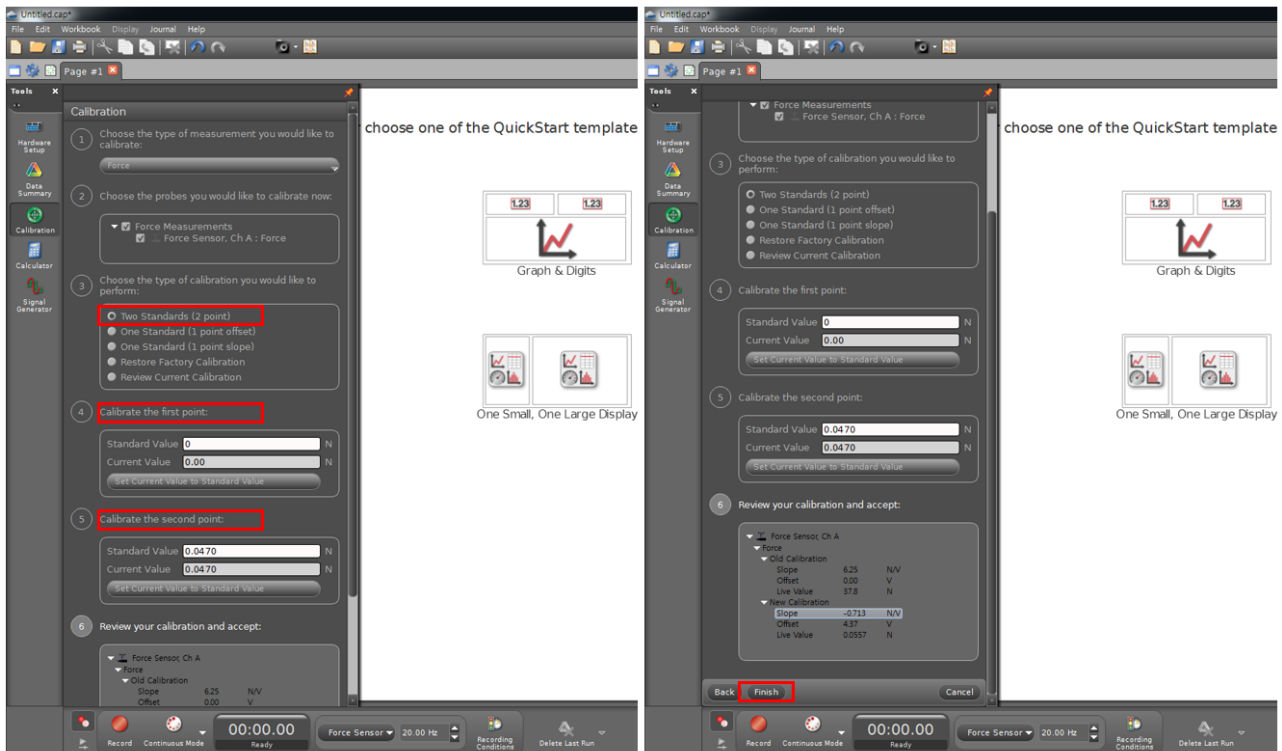 Untitled.cap*
File Edit Workbook Display Journal Help
Page #1
Tools x
Hardware
Setup
Data
Summary
Calibration
Calculator
Signal
Generator
Calibration
1 Choose the type of measurement you would like to
calibrate:
Force
2 Choose the probes you would like to calibrate now:
Force Measurements
Force Sensor, Ch A : Force
3 Choose the type of calibration you would like to
perform:
Two Standards (2 point)
One Standard (1 point offset)
One Standard (1 point slope)
Restore Factory Calibration
Review Current Calibration
4 Calibrate the first point:
Standard Value 0 N
Current Value 0.00 N
Set Current Value to Standard Value
5 Calibrate the second point:
Standard Value 0.0470 N
Current Value 0.0470 N
Set Current Value to Standard Value
6 Review your calibration and accept:
Force Sensor, Ch A
Force
Old Calibration
Slope 6.25 N/V
Offset 0.00 V
choose one of the QuickStart template
1.23 1.23
Graph & Digits
One Small, One Large Display
Record
Continuous Mode
00:00.00
Ready
Force Sensor 20.00 Hz
Recording
Conditions
Delete Last Run
Untitled.cap*
File Edit Workbook Display Journal Help
Page #1
Tools x
Hardware
Setup
Data
Summary
Calibration
Calculator
Signal
Generator
Force Measurements
Force Sensor, Ch A : Force
3 Choose the type of calibration you would like to
perform:
Two Standards (2 point)
One Standard (1 point offset)
One Standard (1 point slope)
Restore Factory Calibration
Review Current Calibration
4 Calibrate the first point:
Standard Value 0 N
Current Value 0.00 N
Set Current Value to Standard Value
5 Calibrate the second point:
Standard Value 0.0470 N
Current Value 0.0470 N
Set Current Value to Standard Value
6 Review your calibration and accept:
Force Sensor, Ch A
Force
Old Calibration
Slope 6.25 N/V
Offset 0.00 V
Live Value 37.8 N
New Calibration
Slope -0.713 N/V
Offset 4.37 V
Live Value 0.0557 N
Back Finish Cancel
choose one of the QuickStart template
1.23 1.23
Graph & Digits
One Small, One Large Display
Record
Continuous Mode
00:00.00
Ready
Force Sensor 20.00 Hz
Recording
Conditions
Delete Last Run